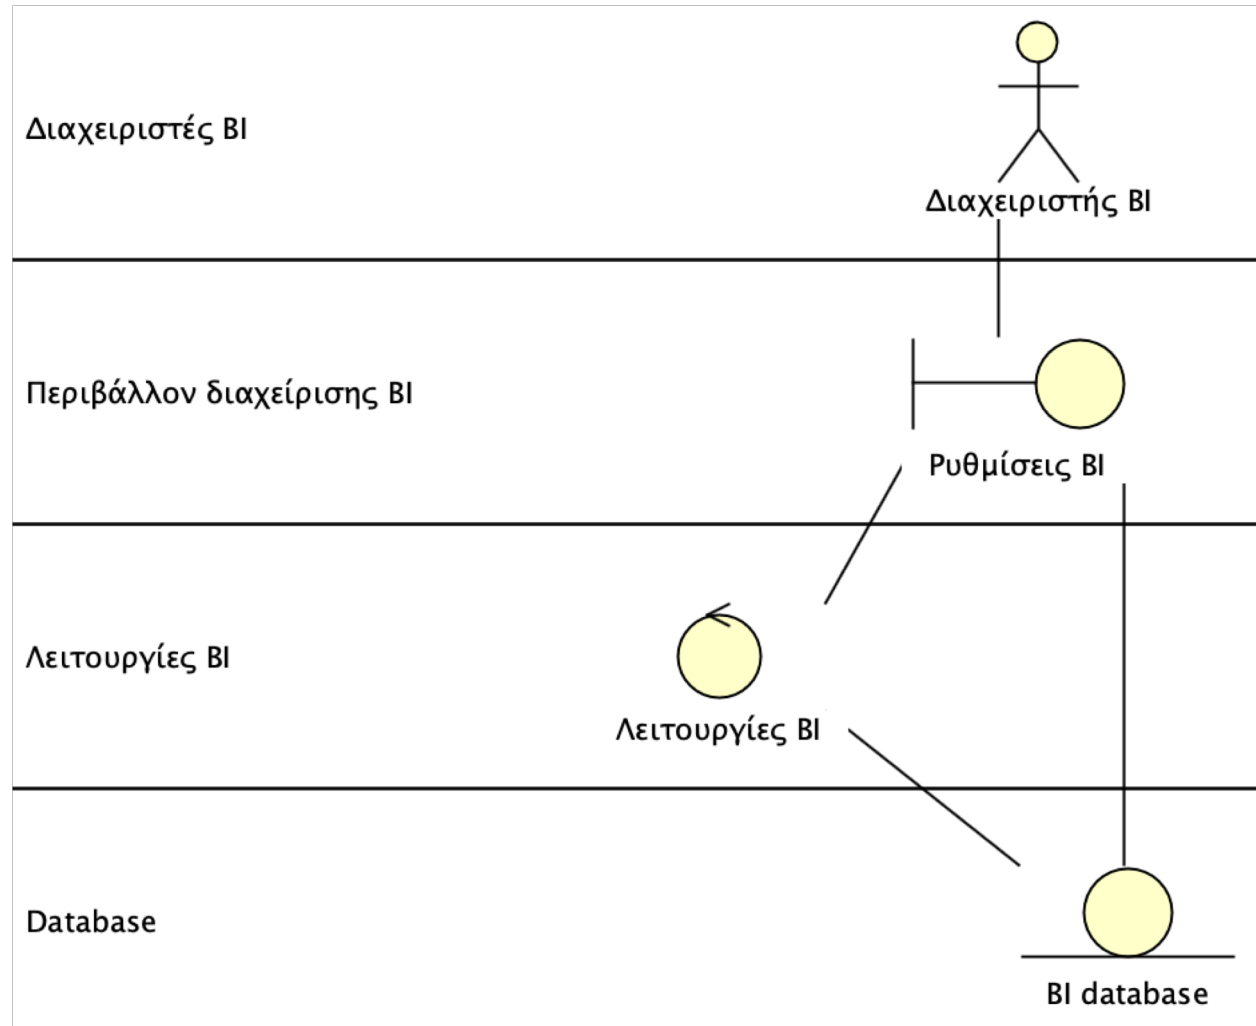 Διαχειριστές BI
Διαχειριστής BI
Περιβάλλον διαχείρισης BI
Ρυθμίσεις BI
Λειτουργίες BI
Λειτουργίες BI
Database
BI database